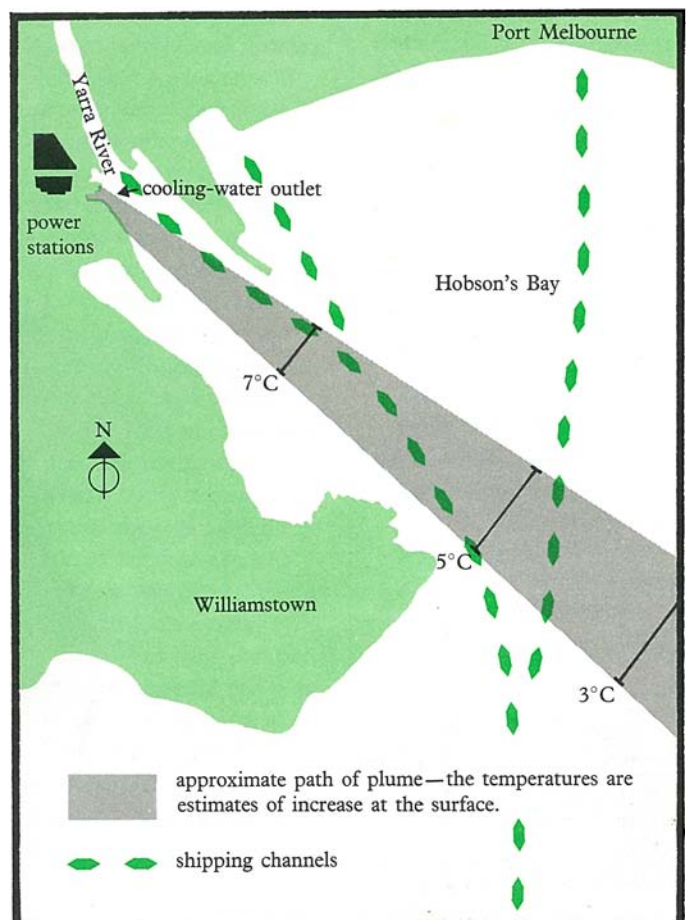 Port Melbourne
Yarra River
cooling-water outlet
power
stations
Hobson's Bay
7°C
N
5°C
Williamstown
3°C
approximate path of plume—the temperatures are
estimates of increase at the surface.
shipping channels